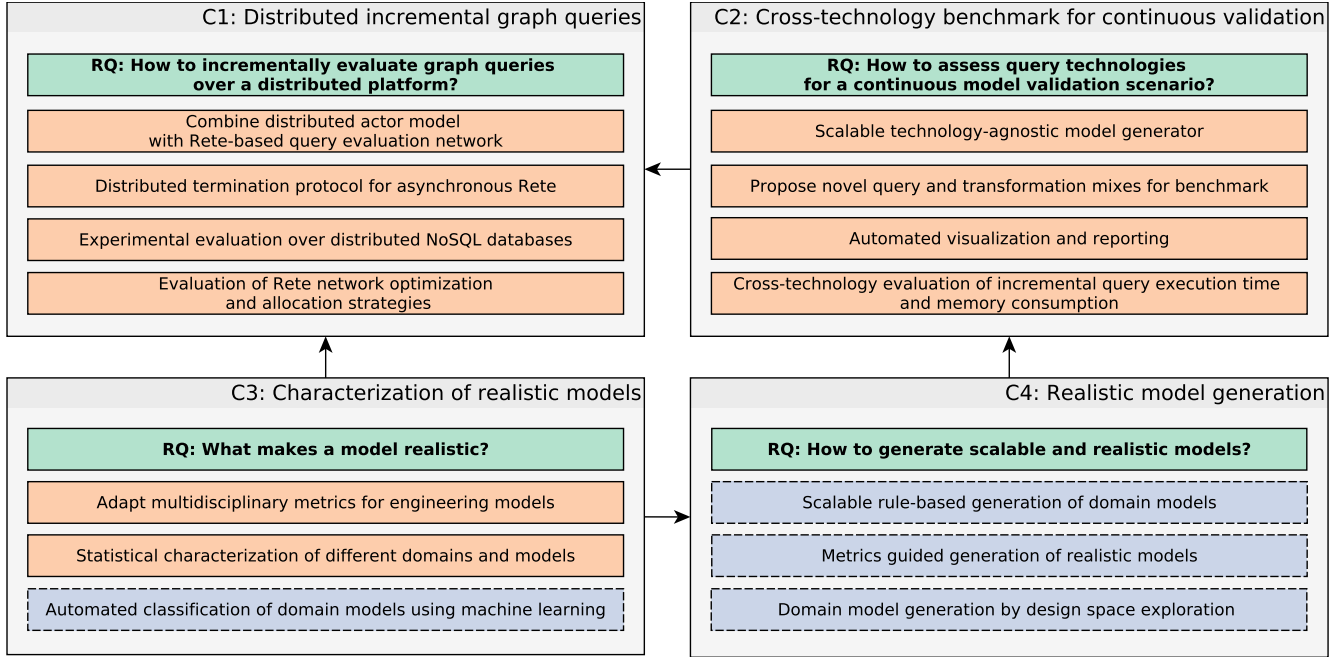 C1: Distributed incremental graph queries
RQ: How to incrementally evaluate graph queries
over a distributed platform?
Combine distributed actor model
with Rete-based query evaluation network
Distributed termination protocol for asynchronous Rete
Experimental evaluation over distributed NoSQL databases
Evaluation of Rete network optimization
and allocation strategies
C2: Cross-technology benchmark for continuous validation
RQ: How to assess query technologies
for a continuous model validation scenario?
Scalable technology-agnostic model generator
Propose novel query and transformation mixes for benchmark
Automated visualization and reporting
Cross-technology evaluation of incremental query execution time
and memory consumption
C3: Characterization of realistic models
RQ: What makes a model realistic?
Adapt multidisciplinary metrics for engineering models
Statistical characterization of different domains and models
Automated classification of domain models using machine learning
C4: Realistic model generation
RQ: How to generate scalable and realistic models?
Scalable rule-based generation of domain models
Metrics guided generation of realistic models
Domain model generation by design space exploration